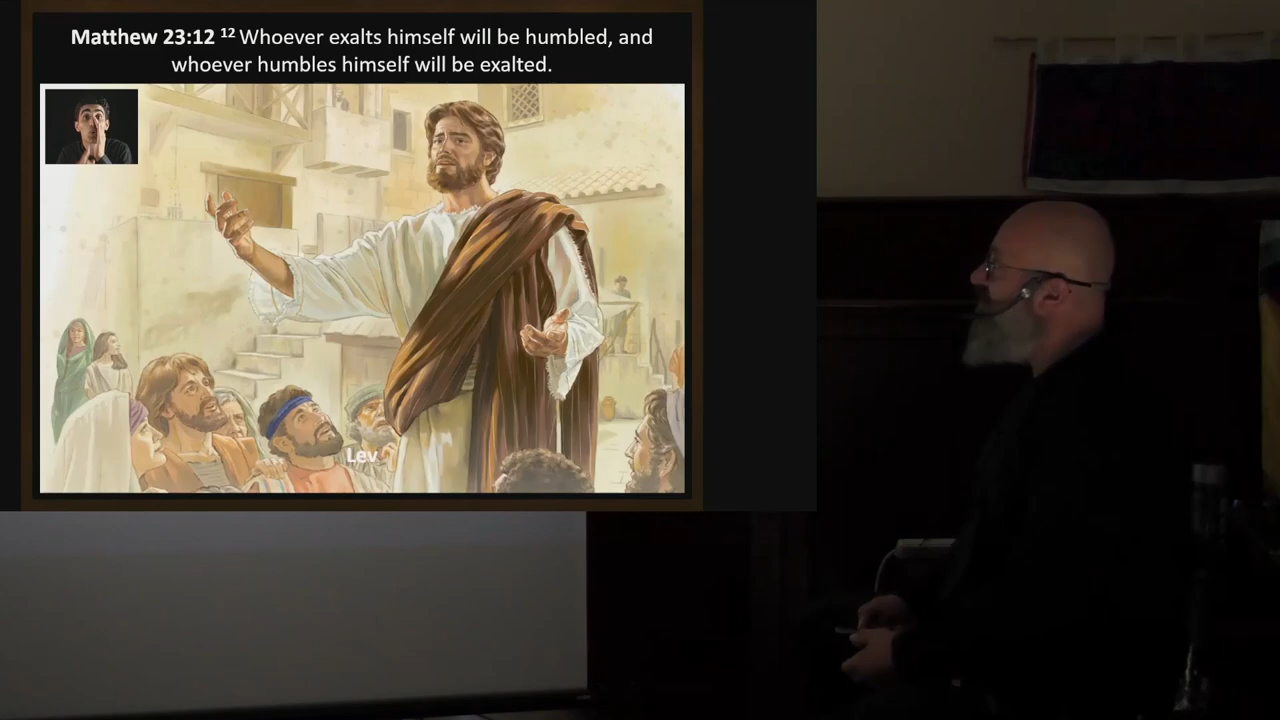 Matthew 23:12 12 Whoever exalts himself will be humbled, and
whoever humbles himself will be exalted.
Lev